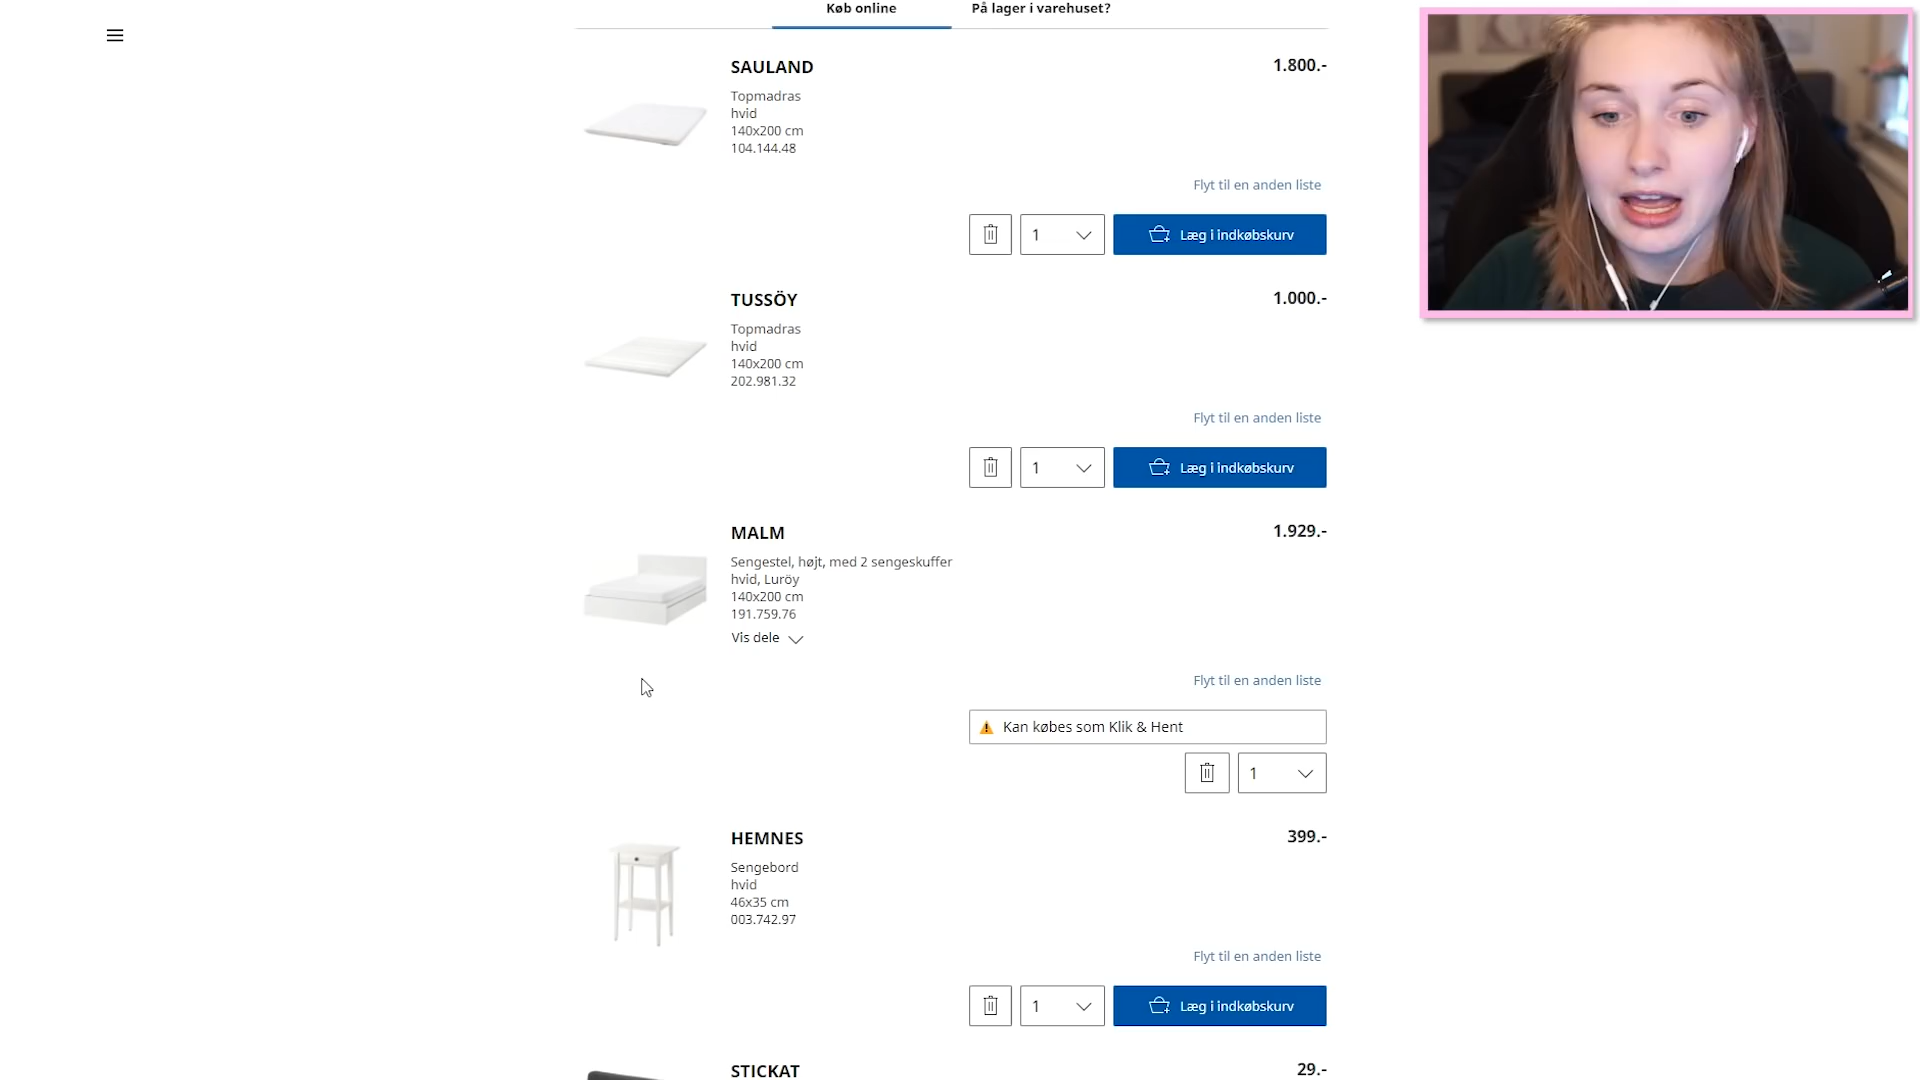 Køb online
På lager i varehuset?
SAULAND
1.800.-
Topmadras
hvid
140x200 cm
104.144.48
Flyt til en anden liste
1
Læg i indkøbskurv
TUSSÖY
1.000.-
Topmadras
hvid
140x200 cm
202.981.32
Flyt til en anden liste
1
Læg i indkøbskurv
MALM
1.929.-
Sengestel, højt, med 2 sengeskuffer
hvid, Luröy
140x200 cm
191.759.76
Vis dele
Flyt til en anden liste
Kan købes som Klik & Hent
1
HEMNES
399.-
Sengebord
hvid
46x35 cm
003.742.97
Flyt til en anden liste
1
Læg i indkøbskurv
STICKAT
29.-